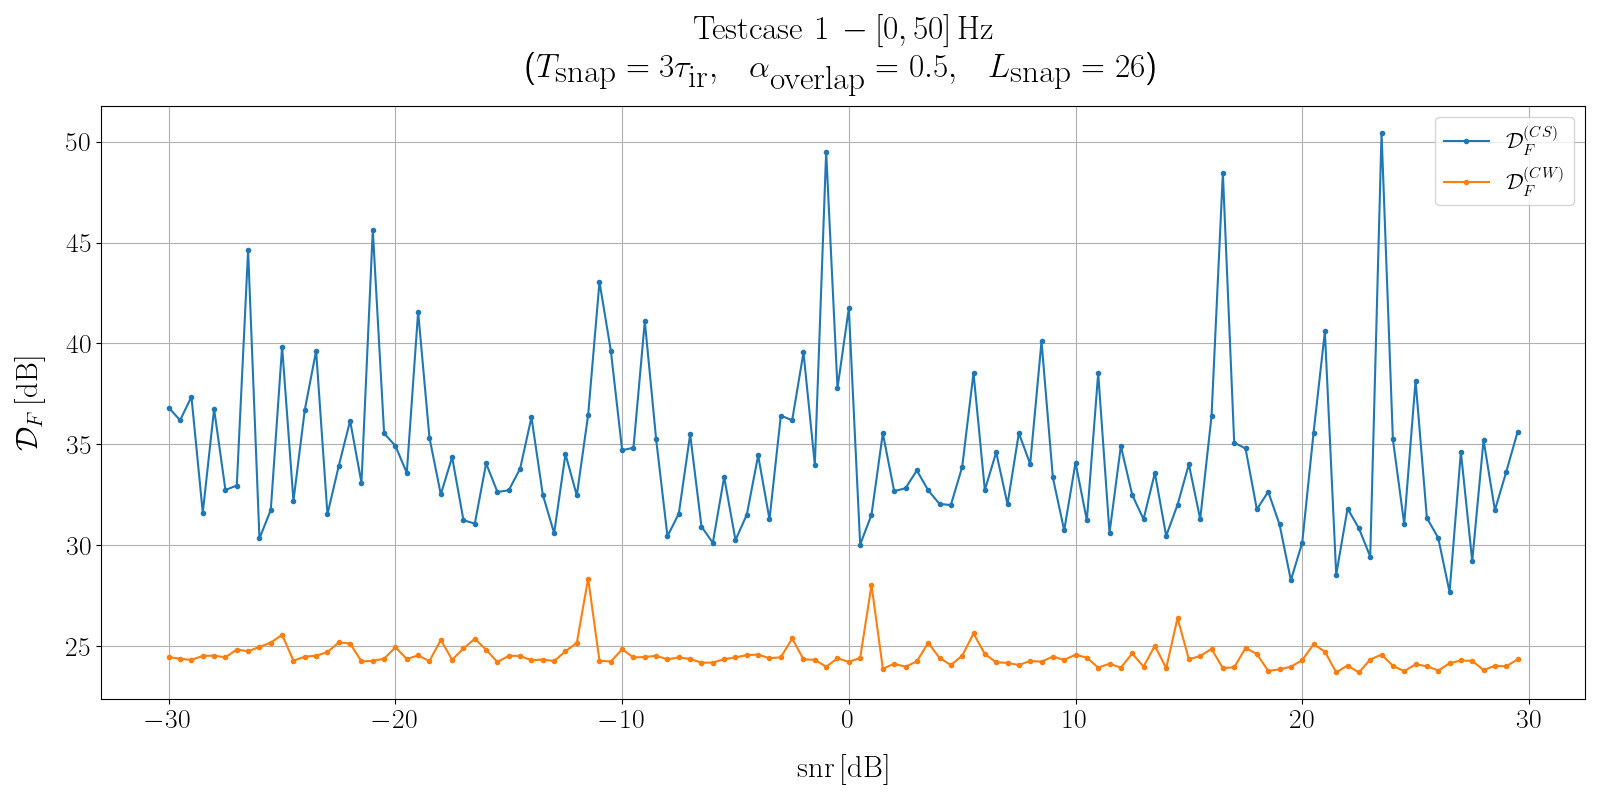 Testcase 1 − [0, 50] Hz
(T_snap = 3τ_ir, α_overlap = 0.5, L_snap = 26)
𝒟_F^(CS)
𝒟_F^(CW)
50
45
40
35
30
25
𝒟_F [dB]
−30 −20 −10 0 10 20 30
snr [dB]